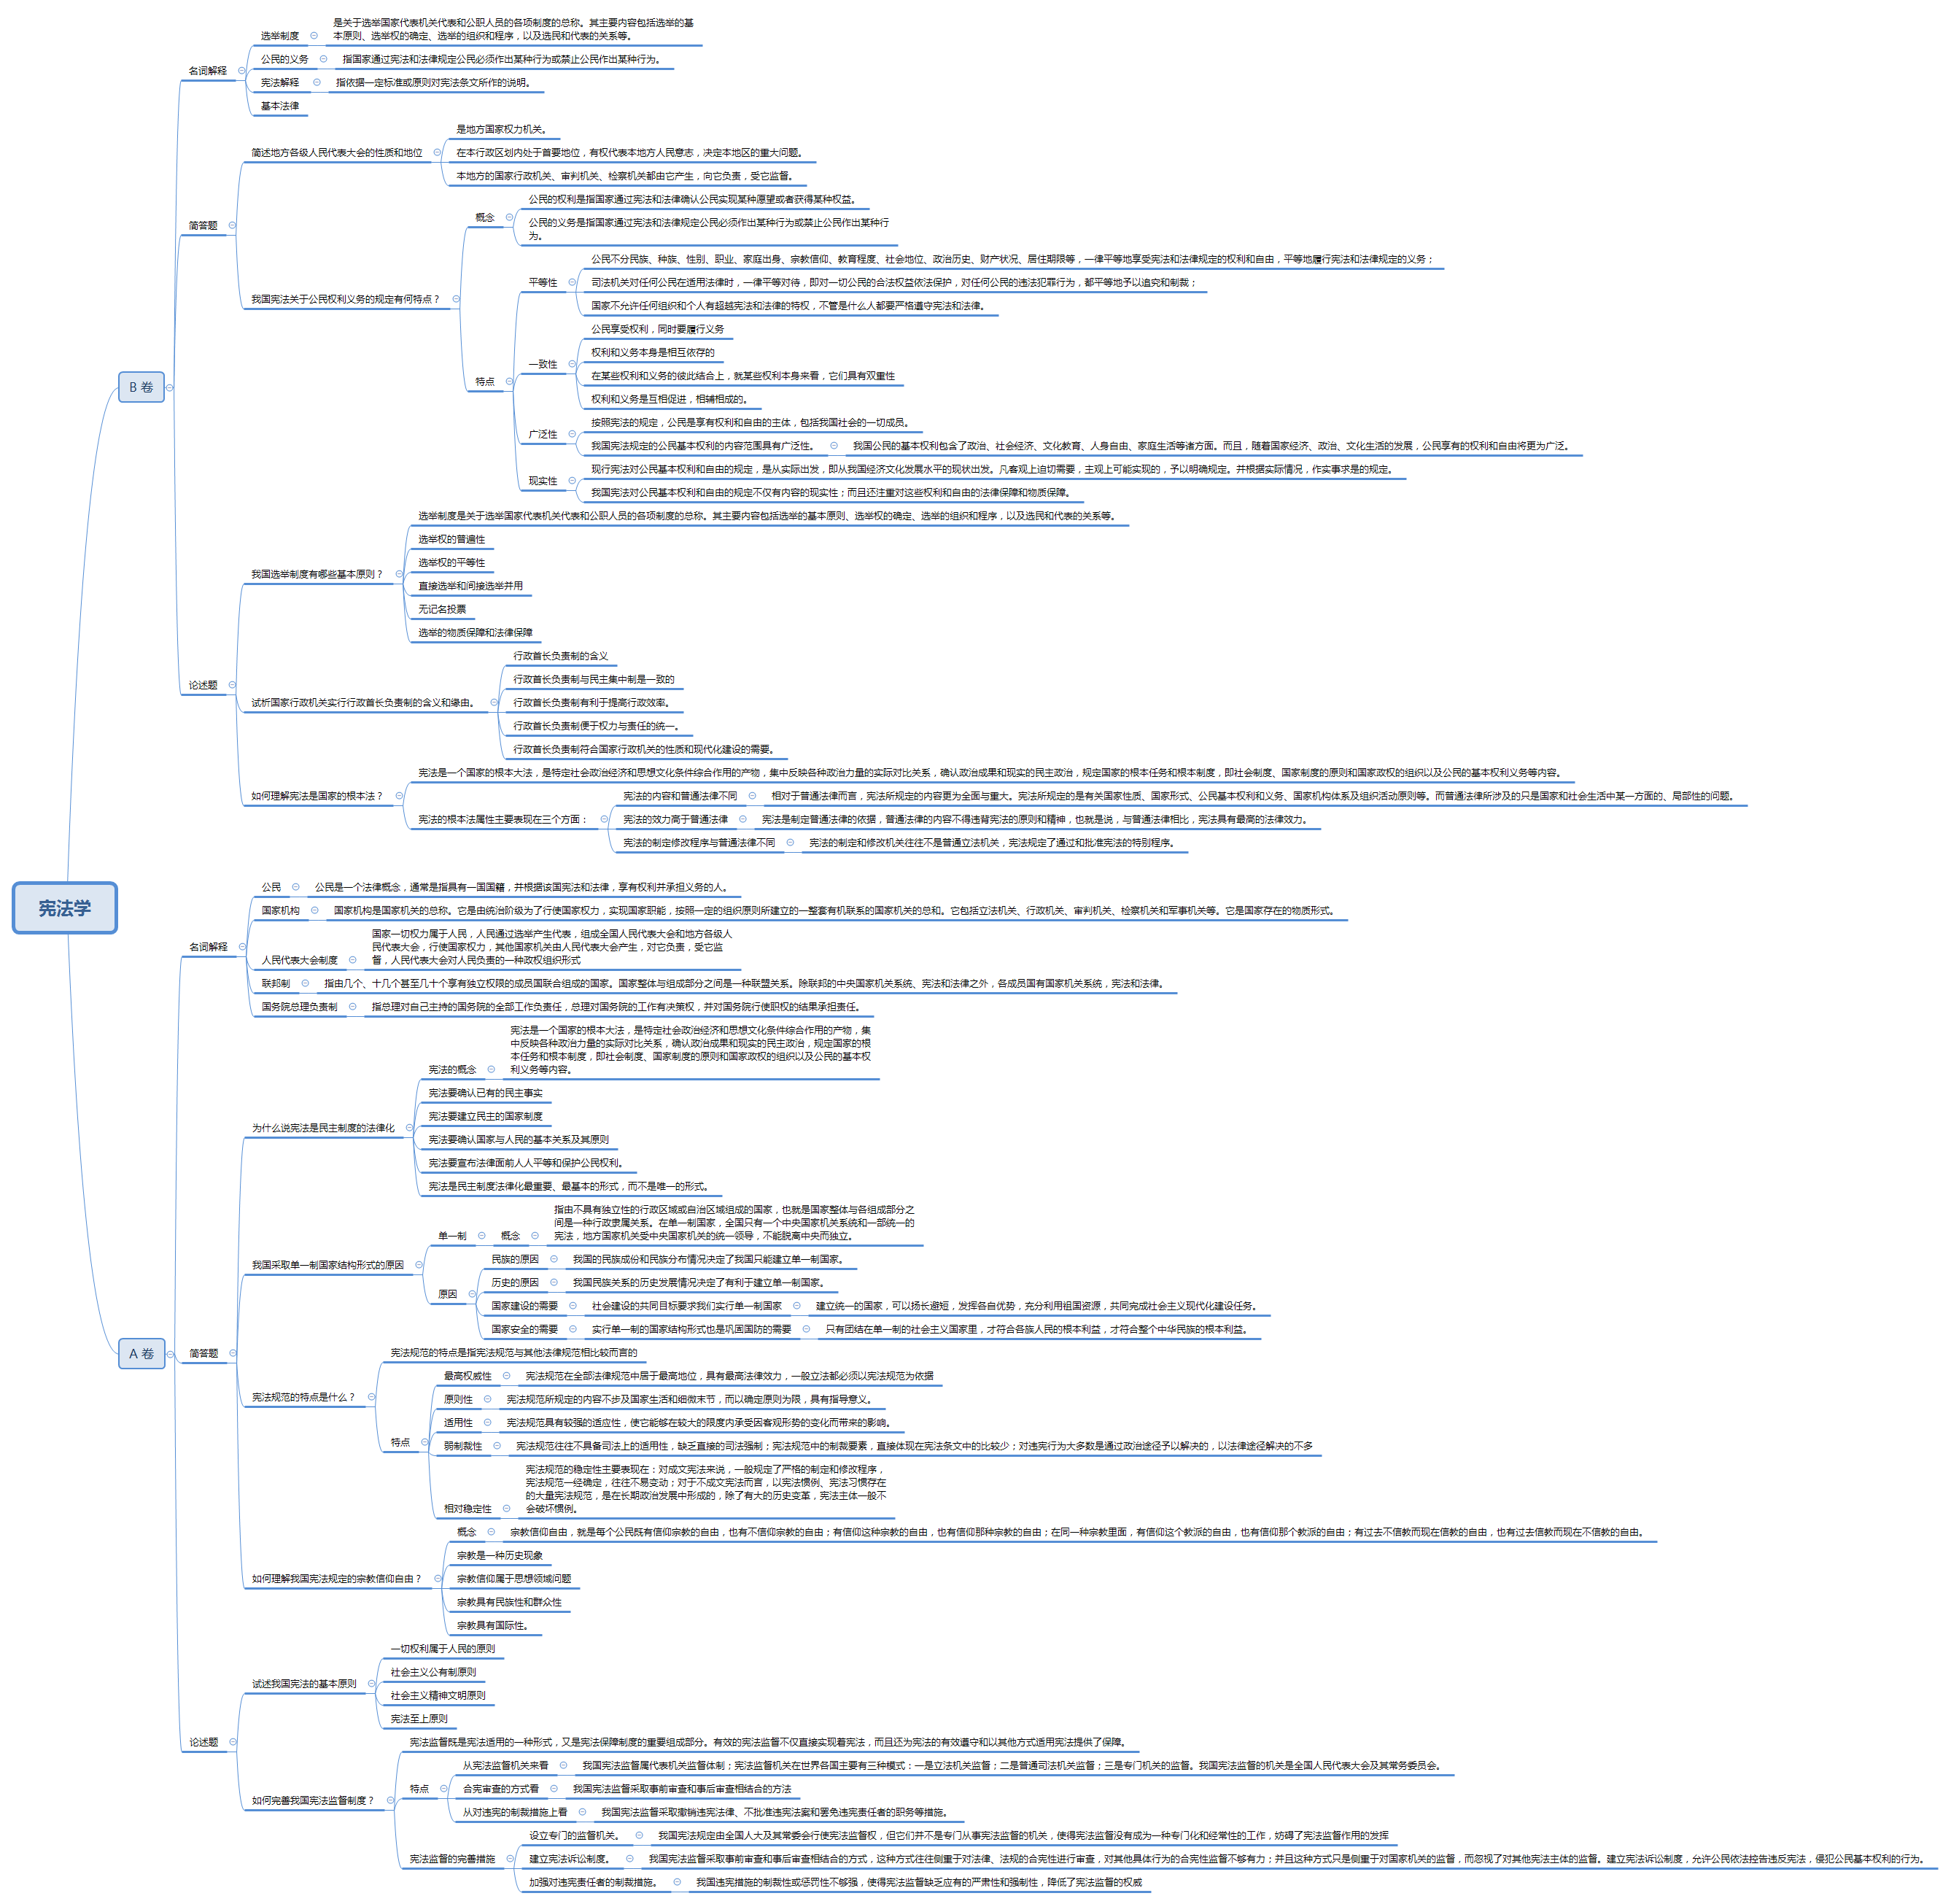 宪法学
B 卷
名词解释
选举制度
是关于选举国家代表机关代表和公职人员的各项制度的总称。其主要内容包括选举的基
本原则、选举权的确定、选举的组织和程序，以及选民和代表的关系等。
公民的义务
指国家通过宪法和法律规定公民必须作出某种行为或禁止公民作出某种行为。
宪法解释
指依据一定标准或原则对宪法条文所作的说明。
基本法律
简答题
简述地方各级人民代表大会的性质和地位
是地方国家权力机关。
在本行政区划内处于首要地位，有权代表本地方人民意志，决定本地区的重大问题。
本地方的国家行政机关、审判机关、检察机关都由它产生，向它负责，受它监督。
我国宪法关于公民权利义务的规定有何特点？
概念
公民的权利是指国家通过宪法和法律确认公民实现某种愿望或者获得某种权益。
公民的义务是指国家通过宪法和法律规定公民必须作出某种行为或禁止公民作出某种行
为。
特点
平等性
公民不分民族、种族、性别、职业、家庭出身、宗教信仰、教育程度、社会地位、政治历史、财产状况、居住期限等，一律平等地享受宪法和法律规定的权利和自由，平等地履行宪法和法律规定的义务；
司法机关对任何公民在适用法律时，一律平等对待，即对一切公民的合法权益依法保护，对任何公民的违法犯罪行为，都平等地予以追究和制裁；
国家不允许任何组织和个人有超越宪法和法律的特权，不管是什么人都要严格遵守宪法和法律。
一致性
公民享受权利，同时要履行义务
权利和义务本身是相互依存的
在某些权利和义务的彼此结合上，就某些权利本身来看，它们具有双重性
权利和义务是互相促进，相辅相成的。
广泛性
按照宪法的规定，公民是享有权利和自由的主体，包括我国社会的一切成员。
我国宪法规定的公民基本权利的内容范围具有广泛性。
我国公民的基本权利包含了政治、社会经济、文化教育、人身自由、家庭生活等诸方面。而且，随着国家经济、政治、文化生活的发展，公民享有的权利和自由将更为广泛。
现实性
现行宪法对公民基本权利和自由的规定，是从实际出发，即从我国经济文化发展水平的现状出发。凡客观上迫切需要，主观上可能实现的，予以明确规定。并根据实际情况，作实事求是的规定。
我国宪法对公民基本权利和自由的规定不仅有内容的现实性；而且还注重对这些权利和自由的法律保障和物质保障。
论述题
我国选举制度有哪些基本原则？
选举制度是关于选举国家代表机关代表和公职人员的各项制度的总称。其主要内容包括选举的基本原则、选举权的确定、选举的组织和程序，以及选民和代表的关系等。
选举权的普遍性
选举权的平等性
直接选举和间接选举并用
无记名投票
选举的物质保障和法律保障
试析国家行政机关实行行政首长负责制的含义和缘由。
行政首长负责制的含义
行政首长负责制与民主集中制是一致的
行政首长负责制有利于提高行政效率。
行政首长负责制便于权力与责任的统一。
行政首长负责制符合国家行政机关的性质和现代化建设的需要。
如何理解宪法是国家的根本法？
宪法是一个国家的根本大法，是特定社会政治经济和思想文化条件综合作用的产物，集中反映各种政治力量的实际对比关系，确认政治成果和现实的民主政治，规定国家的根本任务和根本制度，即社会制度、国家制度的原则和国家政权的组织以及公民的基本权利义务等内容。
宪法的根本法属性主要表现在三个方面：
宪法的内容和普通法律不同
相对于普通法律而言，宪法所规定的内容更为全面与重大。宪法所规定的是有关国家性质、国家形式、公民基本权利和义务、国家机构体系及组织活动原则等。而普通法律所涉及的只是国家和社会生活中某一方面的、局部性的问题。
宪法的效力高于普通法律
宪法是制定普通法律的依据，普通法律的内容不得违背宪法的原则和精神，也就是说，与普通法律相比，宪法具有最高的法律效力。
宪法的制定修改程序与普通法律不同
宪法的制定和修改机关往往不是普通立法机关，宪法规定了通过和批准宪法的特别程序。
A 卷
名词解释
公民
公民是一个法律概念，通常是指具有一国国籍，并根据该国宪法和法律，享有权利并承担义务的人。
国家机构
国家机构是国家机关的总称。它是由统治阶级为了行使国家权力，实现国家职能，按照一定的组织原则所建立的一整套有机联系的国家机关的总和。它包括立法机关、行政机关、审判机关、检察机关和军事机关等。它是国家存在的物质形式。
人民代表大会制度
国家一切权力属于人民，人民通过选举产生代表，组成全国人民代表大会和地方各级人
民代表大会，行使国家权力，其他国家机关由人民代表大会产生，对它负责，受它监
督，人民代表大会对人民负责的一种政权组织形式
联邦制
指由几个、十几个甚至几十个享有独立权限的成员国联合组成的国家。国家整体与组成部分之间是一种联盟关系。除联邦的中央国家机关系统、宪法和法律之外，各成员国有国家机关系统，宪法和法律。
国务院总理负责制
指总理对自己主持的国务院的全部工作负责任，总理对国务院的工作有决策权，并对国务院行使职权的结果承担责任。
简答题
为什么说宪法是民主制度的法律化
宪法的概念
宪法是一个国家的根本大法，是特定社会政治经济和思想文化条件综合作用的产物，集
中反映各种政治力量的实际对比关系，确认政治成果和现实的民主政治，规定国家的根
本任务和根本制度，即社会制度、国家制度的原则和国家政权的组织以及公民的基本权
利义务等内容。
宪法要确认已有的民主事实
宪法要建立民主的国家制度
宪法要确认国家与人民的基本关系及其原则
宪法要宣布法律面前人人平等和保护公民权利。
宪法是民主制度法律化最重要、最基本的形式，而不是唯一的形式。
我国采取单一制国家结构形式的原因
单一制
概念
指由不具有独立性的行政区域或自治区域组成的国家，也就是国家整体与各组成部分之
间是一种行政隶属关系。在单一制国家，全国只有一个中央国家机关系统和一部统一的
宪法，地方国家机关受中央国家机关的统一领导，不能脱离中央而独立。
原因
民族的原因
我国的民族成份和民族分布情况决定了我国只能建立单一制国家。
历史的原因
我国民族关系的历史发展情况决定了有利于建立单一制国家。
国家建设的需要
社会建设的共同目标要求我们实行单一制国家
建立统一的国家，可以扬长避短，发挥各自优势，充分利用祖国资源，共同完成社会主义现代化建设任务。
国家安全的需要
实行单一制的国家结构形式也是巩固国防的需要
只有团结在单一制的社会主义国家里，才符合各族人民的根本利益，才符合整个中华民族的根本利益。
宪法规范的特点是什么？
宪法规范的特点是指宪法规范与其他法律规范相比较而言的
特点
最高权威性
宪法规范在全部法律规范中居于最高地位，具有最高法律效力，一般立法都必须以宪法规范为依据
原则性
宪法规范所规定的内容不步及国家生活和细微末节，而以确定原则为限，具有指导意义。
适用性
宪法规范具有较强的适应性，使它能够在较大的限度内承受因客观形势的变化而带来的影响。
弱制裁性
宪法规范往往不具备司法上的适用性，缺乏直接的司法强制；宪法规范中的制裁要素，直接体现在宪法条文中的比较少；对违宪行为大多数是通过政治途径予以解决的，以法律途径解决的不多
相对稳定性
宪法规范的稳定性主要表现在：对成文宪法来说，一般规定了严格的制定和修改程序，
宪法规范一经确定，往往不易变动；对于不成文宪法而言，以宪法惯例、宪法习惯存在
的大量宪法规范，是在长期政治发展中形成的，除了有大的历史变革，宪法主体一般不
会破坏惯例。
如何理解我国宪法规定的宗教信仰自由？
概念
宗教信仰自由，就是每个公民既有信仰宗教的自由，也有不信仰宗教的自由；有信仰这种宗教的自由，也有信仰那种宗教的自由；在同一种宗教里面，有信仰这个教派的自由，也有信仰那个教派的自由；有过去不信教而现在信教的自由，也有过去信教而现在不信教的自由。
宗教是一种历史现象
宗教信仰属于思想领域问题
宗教具有民族性和群众性
宗教具有国际性。
论述题
试述我国宪法的基本原则
一切权利属于人民的原则
社会主义公有制原则
社会主义精神文明原则
宪法至上原则
如何完善我国宪法监督制度？
宪法监督既是宪法适用的一种形式，又是宪法保障制度的重要组成部分。有效的宪法监督不仅直接实现着宪法，而且还为宪法的有效遵守和以其他方式适用宪法提供了保障。
特点
从宪法监督机关来看
我国宪法监督属代表机关监督体制；宪法监督机关在世界各国主要有三种模式：一是立法机关监督；二是普通司法机关监督；三是专门机关的监督。我国宪法监督的机关是全国人民代表大会及其常务委员会。
合宪审查的方式看
我国宪法监督采取事前审查和事后审查相结合的方法
从对违宪的制裁措施上看
我国宪法监督采取撤销违宪法律、不批准违宪法案和罢免违宪责任者的职务等措施。
宪法监督的完善措施
设立专门的监督机关。
我国宪法规定由全国人大及其常委会行使宪法监督权，但它们并不是专门从事宪法监督的机关，使得宪法监督没有成为一种专门化和经常性的工作，妨碍了宪法监督作用的发挥
建立宪法诉讼制度。
我国宪法监督采取事前审查和事后审查相结合的方式，这种方式往往侧重于对法律、法规的合宪性进行审查，对其他具体行为的合宪性监督不够有力；并且这种方式只是侧重于对国家机关的监督，而忽视了对其他宪法主体的监督。建立宪法诉讼制度，允许公民依法控告违反宪法，侵犯公民基本权利的行为。
加强对违宪责任者的制裁措施。
我国违宪措施的制裁性或惩罚性不够强，使得宪法监督缺乏应有的严肃性和强制性，降低了宪法监督的权威